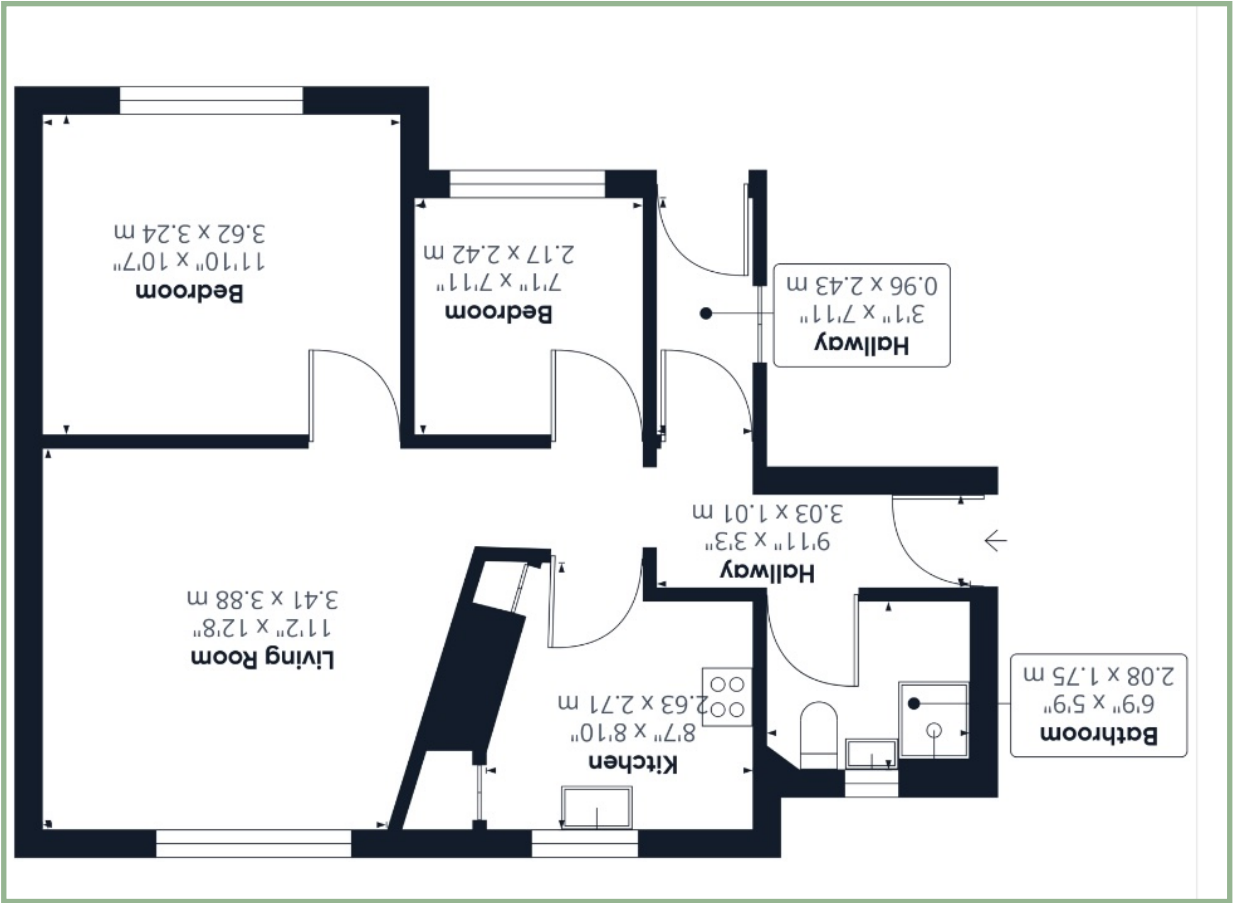 Bathroom
6'9" x 5'9"
2.08 x 1.75 m
Kitchen
8'7" x 8'10"
2.63 x 2.71 m
Living Room
11'2" x 12'8"
3.41 x 3.88 m
Hallway
9'11" x 3'3"
3.03 x 1.01 m
Hallway
3'1" x 7'11"
0.96 x 2.43 m
Bedroom
7'1" x 7'11"
2.17 x 2.42 m
Bedroom
11'10" x 10'7"
3.62 x 3.24 m